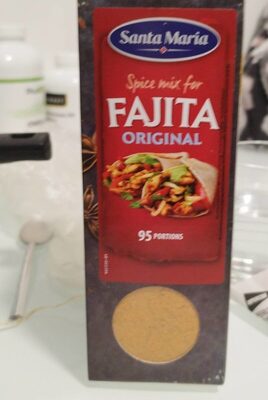 Santa Maria
Spice mix for
FAJITA
ORIGINAL
95 PORTIONS